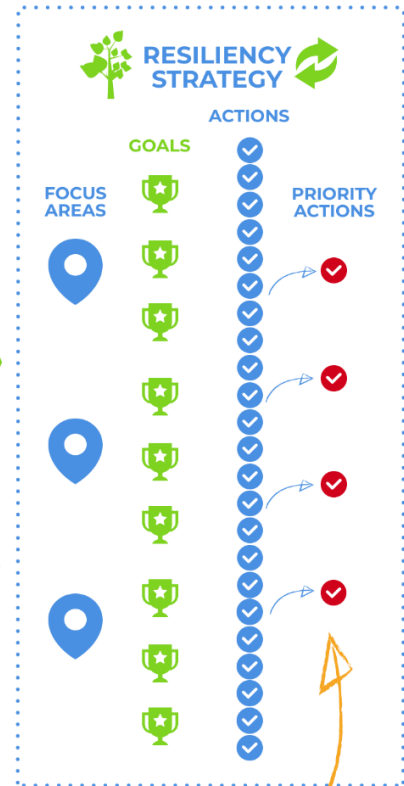 RESILIENCY
STRATEGY
ACTIONS
GOALS
FOCUS
AREAS
PRIORITY
ACTIONS